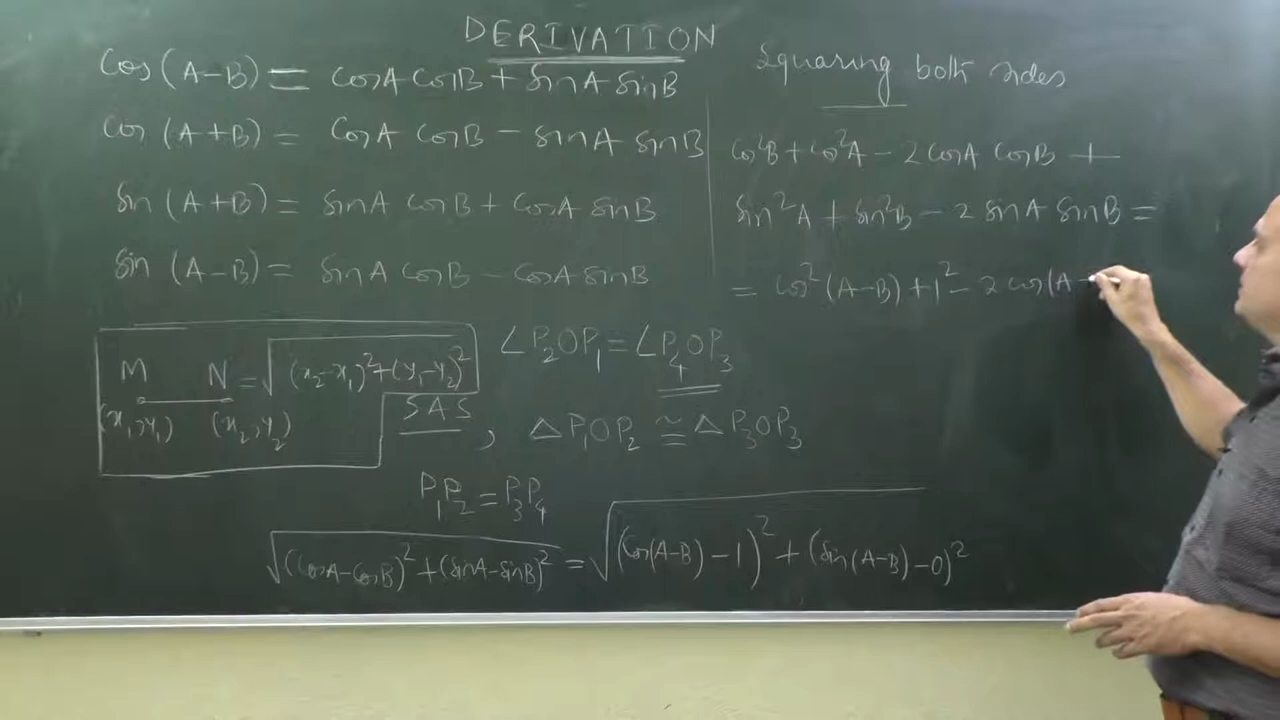 DERIVATION
Cos (A-B) = CosA CosB + SinA SinB
Cos (A+B) = CosA CosB - SinA SinB
Sin (A+B) = SinA CosB + CosA SinB
Sin (A-B) = SinA CosB - CosA SinB
M N = √(x₂-x₁)²+(y₁-y₂)²
(x₁,y₁) (x₂,y₂)
∠P₂OP₁ = ∠P₄OP₃
SAS , △P₁OP₂ ≅ △P₃OP₃
P₁P₂ = P₃P₄
√(CosA-CosB)²+(SinA-SinB)² = √(Cos(A-B)-1)² + (Sin(A-B)-0)²
Squaring both sides
Cos²B + Cos²A - 2CosA CosB +
Sin²A + Sin²B - 2 SinA SinB =
= Cos²(A-B) + 1² - 2 Cos(A-